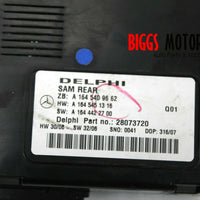 BIGGS MOTOR
DELPHI
SAM REAR
ZB: A 164 540 96 62
HW: A 164 545 13 16
SW: A 164 442 22 00
Q01
Delphi Part no.: 28073720
HW 30/06 SW 32/06 SNO: 0041 DOP: 316/07